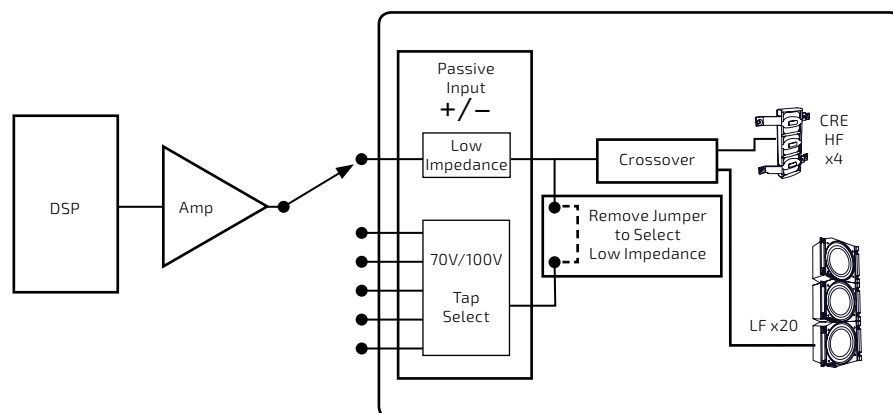 DSP
Amp
Passive
Input
+/−
Low
Impedance
70V/100V
Tap
Select
Crossover
Remove Jumper
to Select
Low Impedance
CRE
HF
x4
LF x20